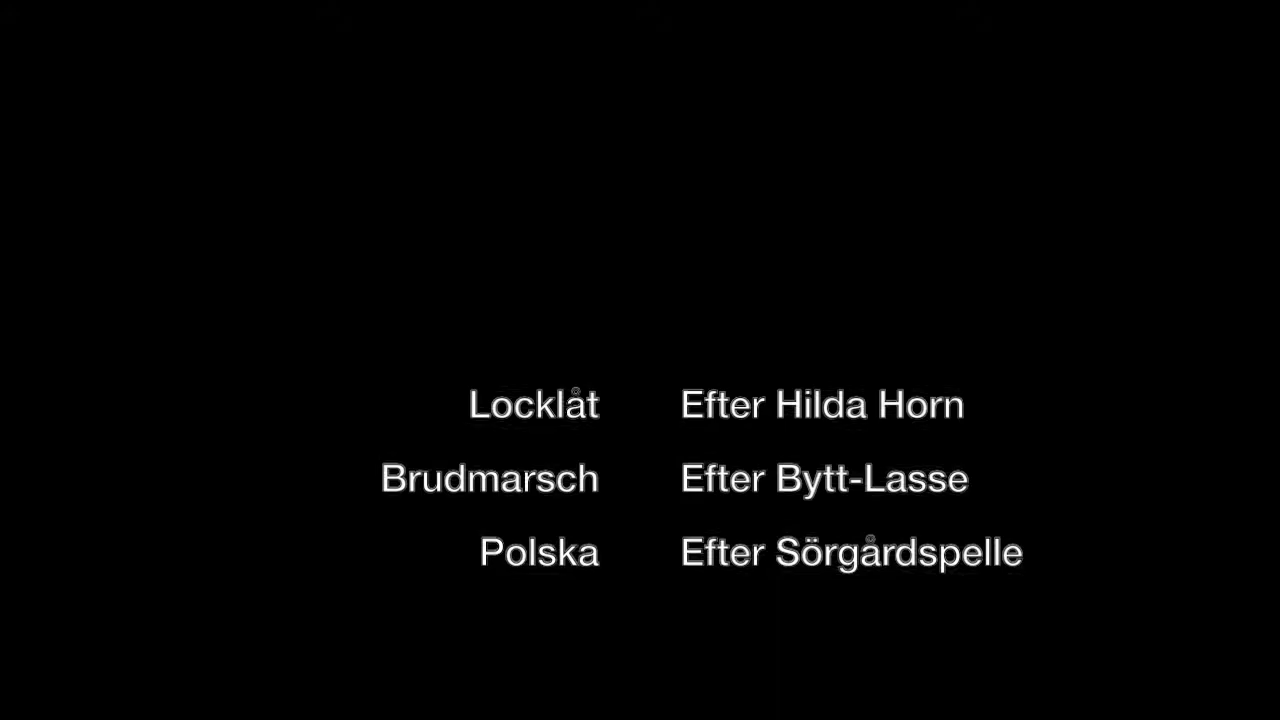 Locklåt Efter Hilda Horn
Brudmarsch Efter Bytt-Lasse
Polska Efter Sörgårdspelle